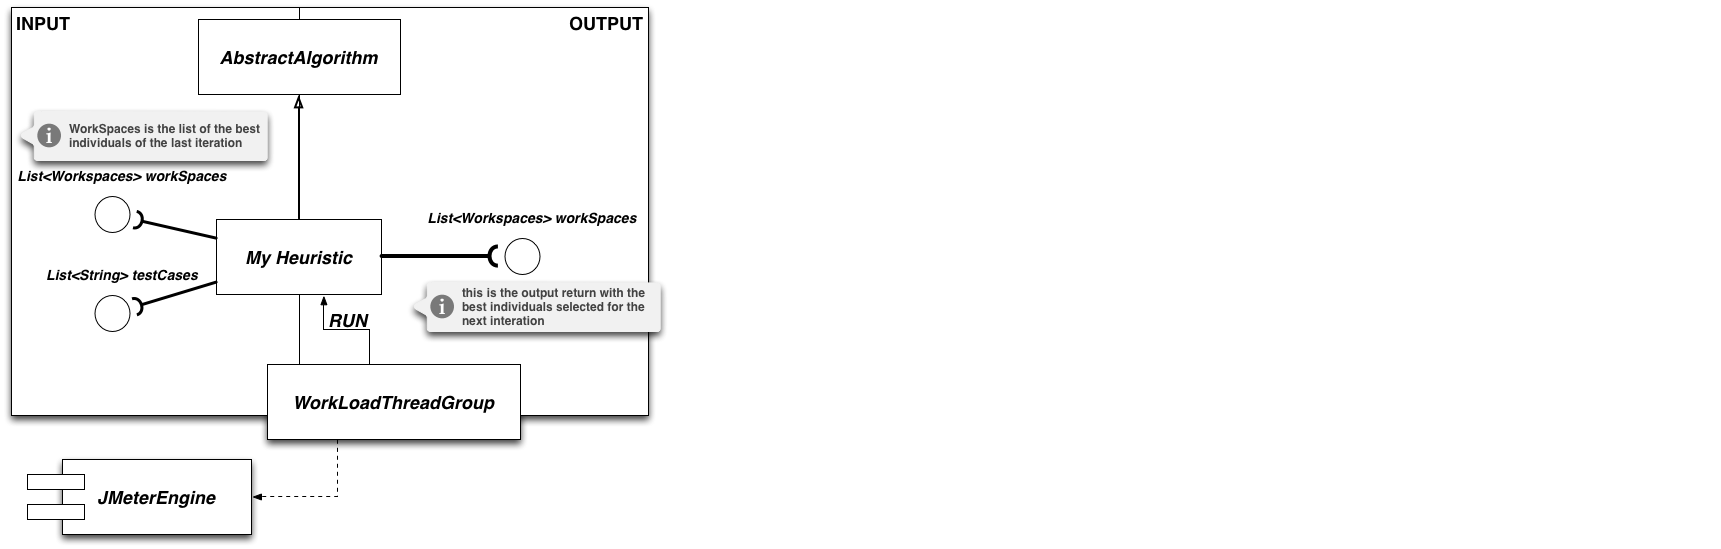 INPUT
OUTPUT
AbstractAlgorithm
WorkSpaces is the list of the best
individuals of the last iteration
List<Workspaces> workSpaces
List<Workspaces> workSpaces
My Heuristic
List<String> testCases
this is the output return with the
best individuals selected for the
next interation
RUN
WorkLoadThreadGroup
JMeterEngine